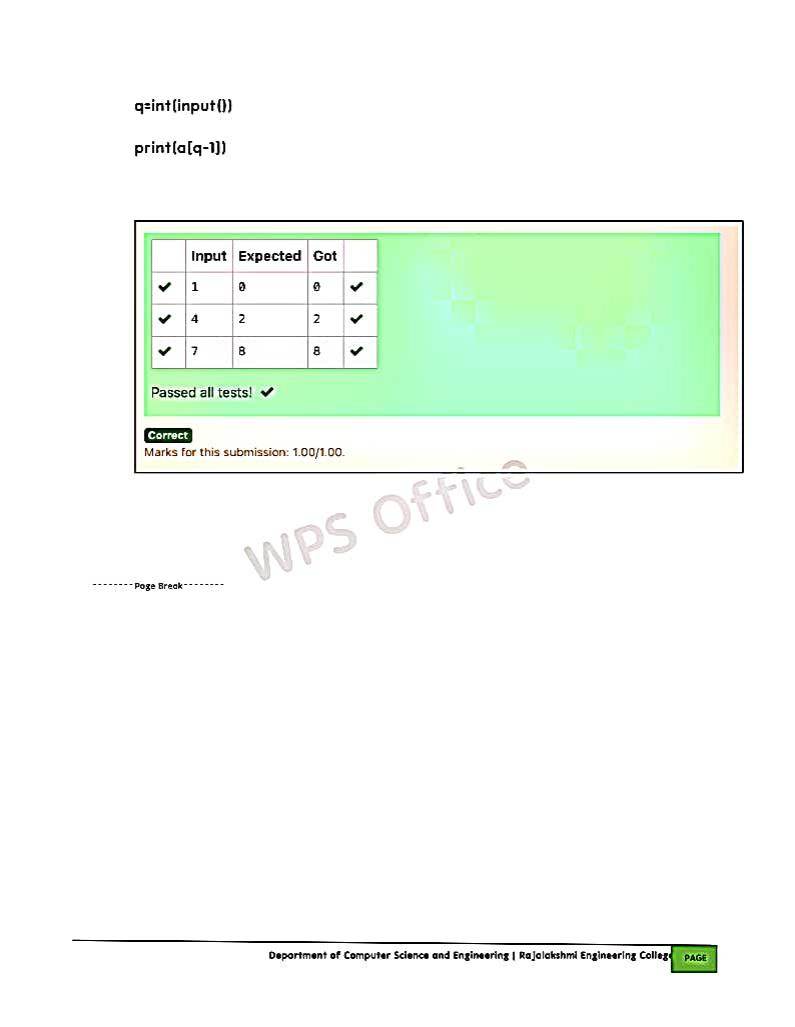 q=int(input())
print(a[q-1])
Input Expected Got
✔ 1 0 0 ✔
✔ 4 2 2 ✔
✔ 7 8 8 ✔
Passed all tests! ✔
Correct
Marks for this submission: 1.00/1.00.
WPS Office
--------Page Break--------
Department of Computer Science and Engineering | Rajalakshmi Engineering College
PAGE